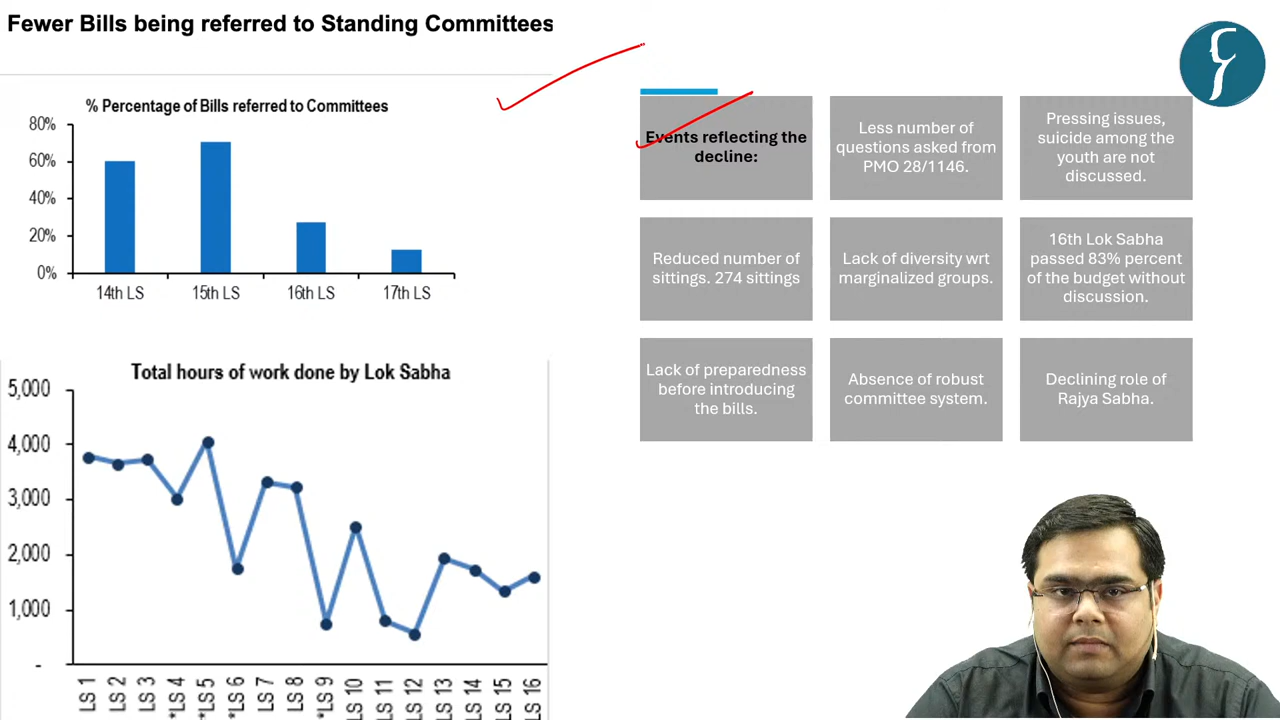 Fewer Bills being referred to Standing Committees
% Percentage of Bills referred to Committees
80%
60%
40%
20%
0%
14th LS
15th LS
16th LS
17th LS
Total hours of work done by Lok Sabha
5,000
4,000
3,000
2,000
1,000
-
LS 1
LS 2
LS 3
*LS 4
*LS 5
*LS 6
LS 7
LS 8
*LS 9
LS 10
LS 11
LS 12
LS 13
LS 14
LS 15
LS 16
Events reflecting the
decline:
Less number of
questions asked from
PMO 28/1146.
Pressing issues,
suicide among the
youth are not
discussed.
Reduced number of
sittings. 274 sittings
Lack of diversity wrt
marginalized groups.
16th Lok Sabha
passed 83% percent
of the budget without
discussion.
Lack of preparedness
before introducing
the bills.
Absence of robust
committee system.
Declining role of
Rajya Sabha.